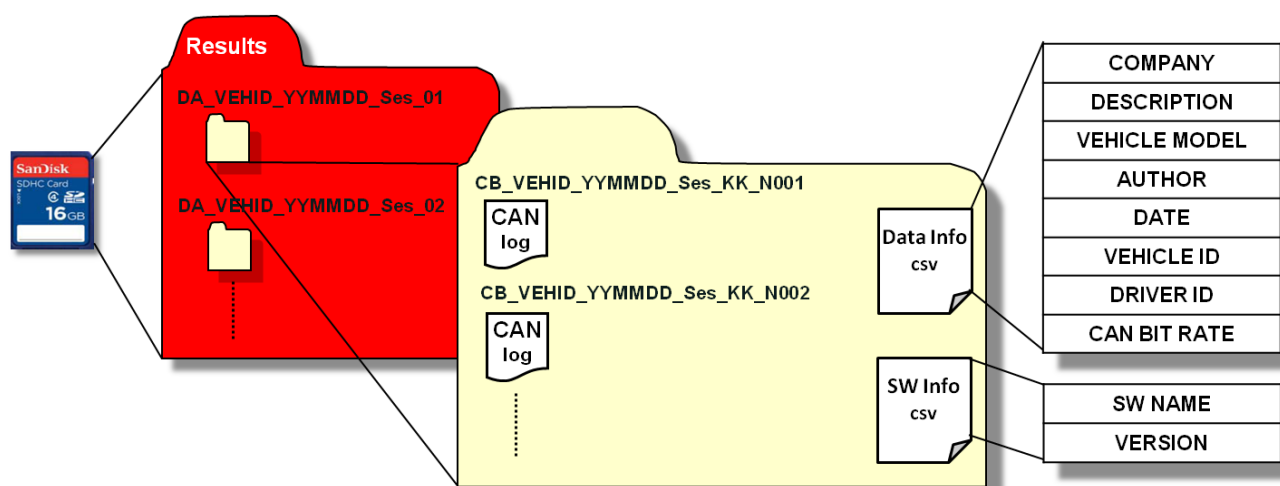 Results
DA_VEHID_YYMMDD_Ses_01
DA_VEHID_YYMMDD_Ses_02
SanDisk
SDHC Card
4
16GB
CB_VEHID_YYMMDD_Ses_KK_N001
CAN
log
CB_VEHID_YYMMDD_Ses_KK_N002
CAN
log
Data Info
csv
SW Info
csv
COMPANY
DESCRIPTION
VEHICLE MODEL
AUTHOR
DATE
VEHICLE ID
DRIVER ID
CAN BIT RATE
SW NAME
VERSION